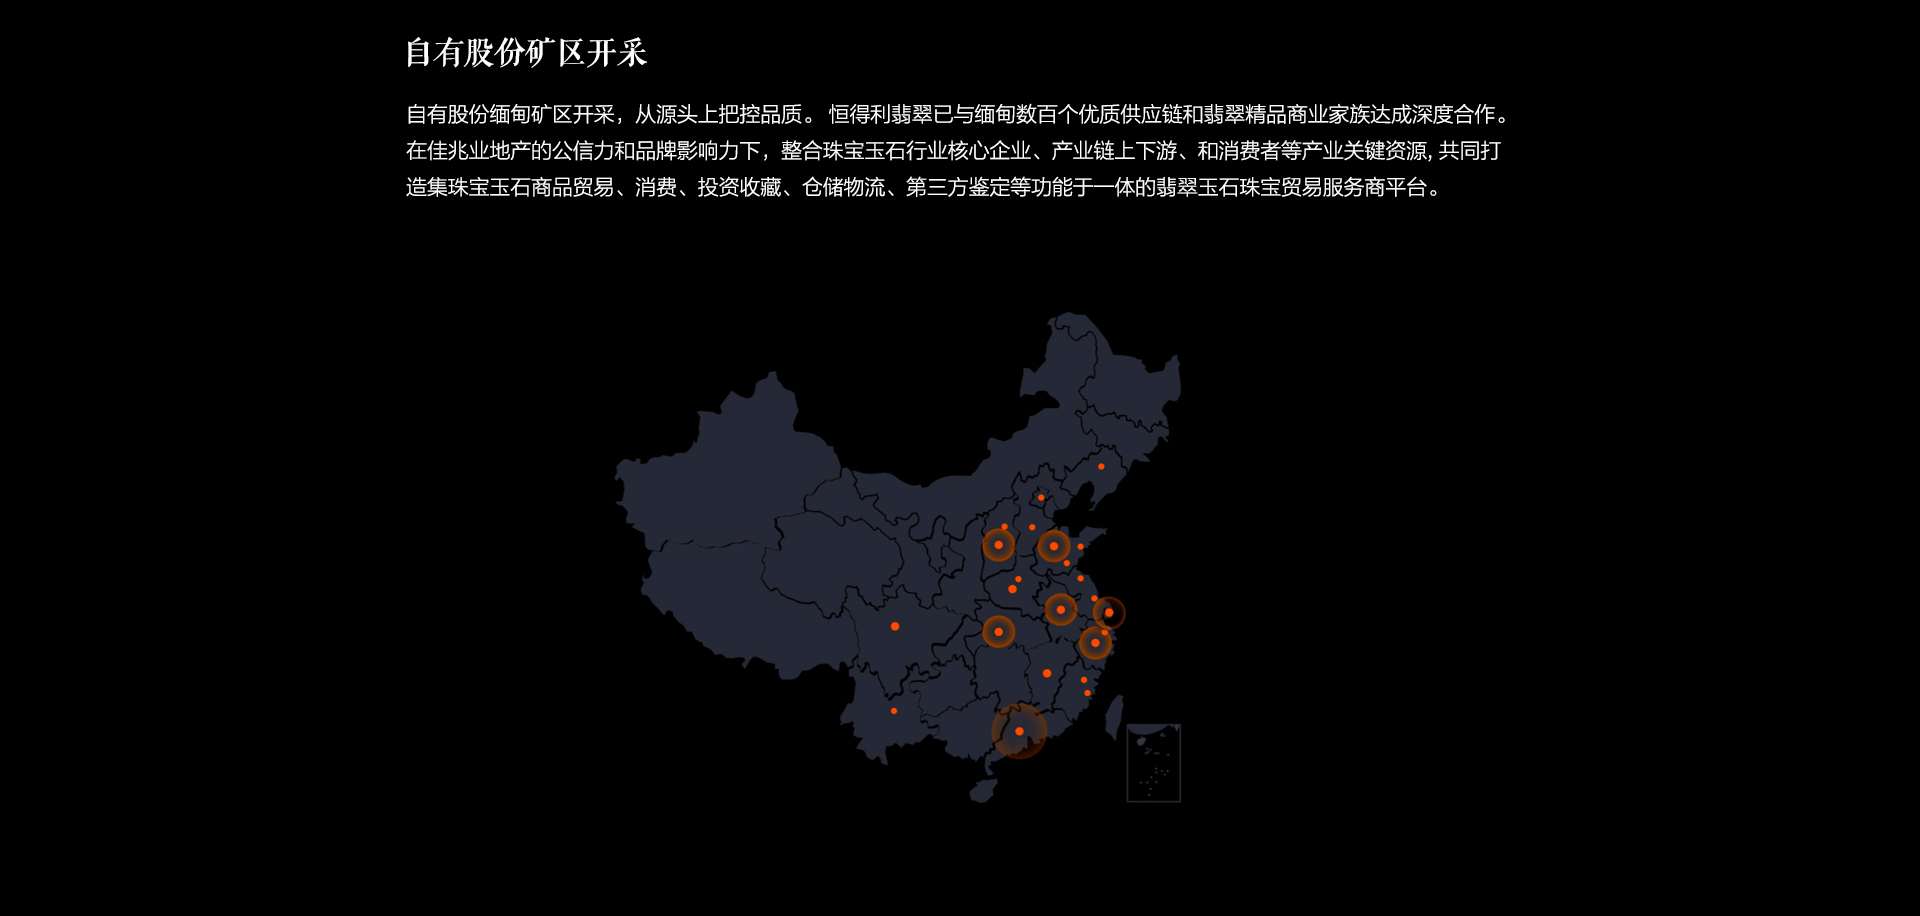 自有股份矿区开采
自有股份缅甸矿区开采，从源头上把控品质。 恒得利翡翠已与缅甸数百个优质供应链和翡翠精品商业家族达成深度合作。
在佳兆业地产的公信力和品牌影响力下，整合珠宝玉石行业核心企业、产业链上下游、和消费者等产业关键资源, 共同打
造集珠宝玉石商品贸易、消费、投资收藏、仓储物流、第三方鉴定等功能于一体的翡翠玉石珠宝贸易服务商平台。